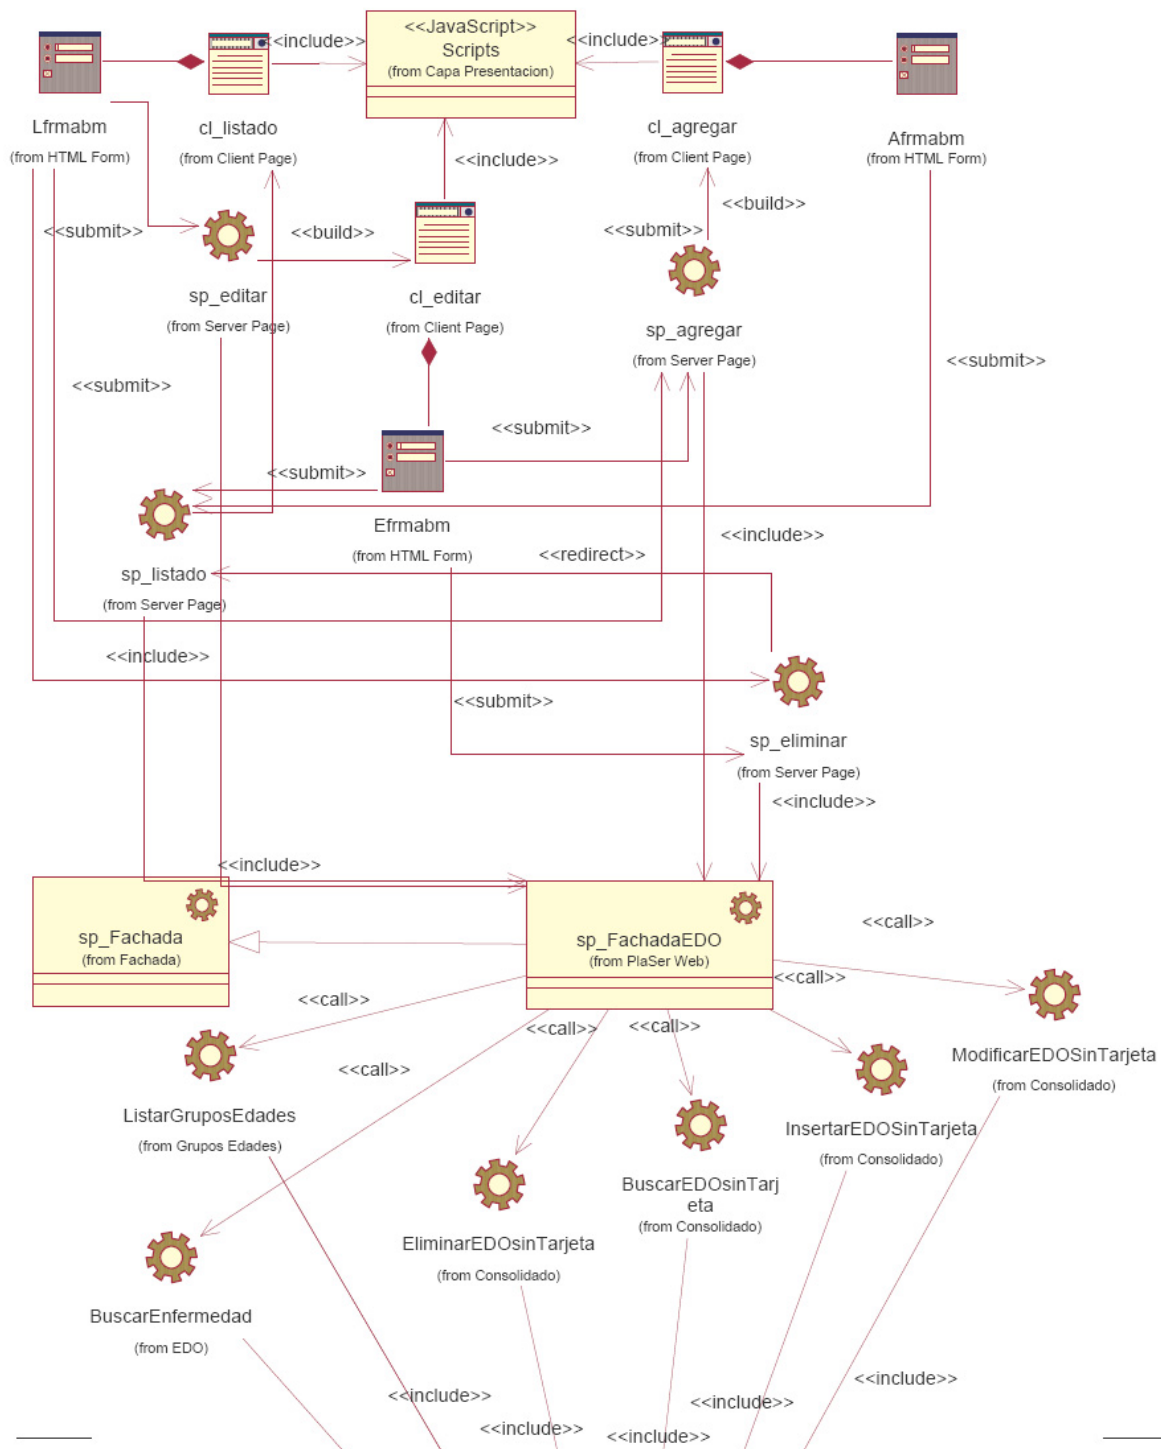 <<JavaScript>>
Scripts
(from Capa Presentacion)
<<include>>
<<include>>
Lfrmabm
(from HTML Form)
cl_listado
(from Client Page)
cl_agregar
(from Client Page)
Afrmabm
(from HTML Form)
<<include>>
<<submit>>
<<build>>
<<submit>>
<<build>>
sp_editar
(from Server Page)
cl_editar
(from Client Page)
sp_agregar
(from Server Page)
<<submit>>
<<submit>>
<<submit>>
<<submit>>
Efrmabm
(from HTML Form)
<<redirect>>
<<include>>
sp_listado
(from Server Page)
<<include>>
<<submit>>
sp_eliminar
(from Server Page)
<<include>>
<<include>>
sp_Fachada
(from Fachada)
sp_FachadaEDO
(from PlaSer Web)
<<call>>
<<call>>
<<call>>
<<call>>
<<call>>
<<call>>
ModificarEDOSinTarjeta
(from Consolidado)
ListarGruposEdades
(from Grupos Edades)
InsertarEDOSinTarjeta
(from Consolidado)
BuscarEDOsinTarj
eta
(from Consolidado)
EliminarEDOsinTarjeta
(from Consolidado)
BuscarEnfermedad
(from EDO)
<<include>>
<<include>>
<<include>>
<<include>>
<<include>>